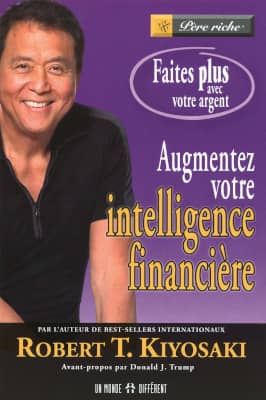 Père riche
Faites plus
avec
votre argent
Augmentez
votre
intelligence
financière
PAR L'AUTEUR DE BEST-SELLERS INTERNATIONAUX
ROBERT T. KIYOSAKI
Avant-propos par Donald J. Trump
UN MONDE DIFFÉRENT